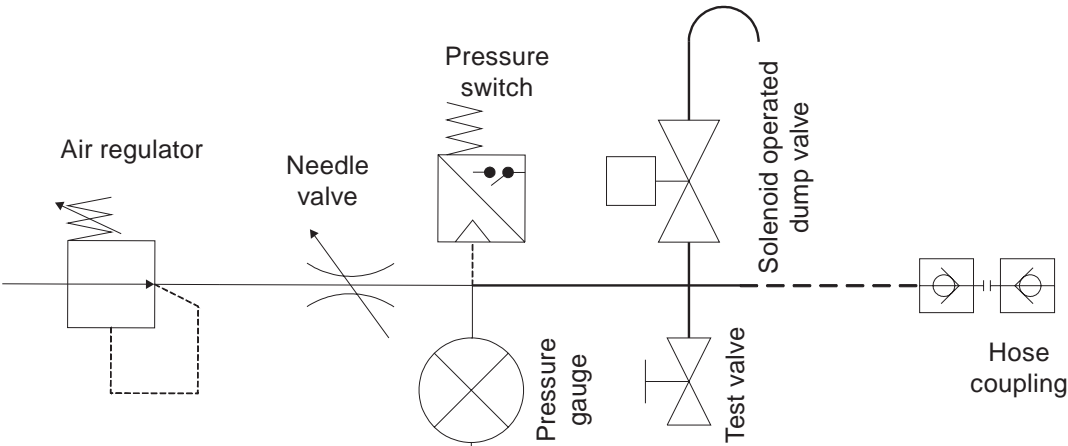 Pressure
switch
Air regulator
Needle
valve
Solenoid operated
dump valve
Pressure
gauge
Test valve
Hose
coupling